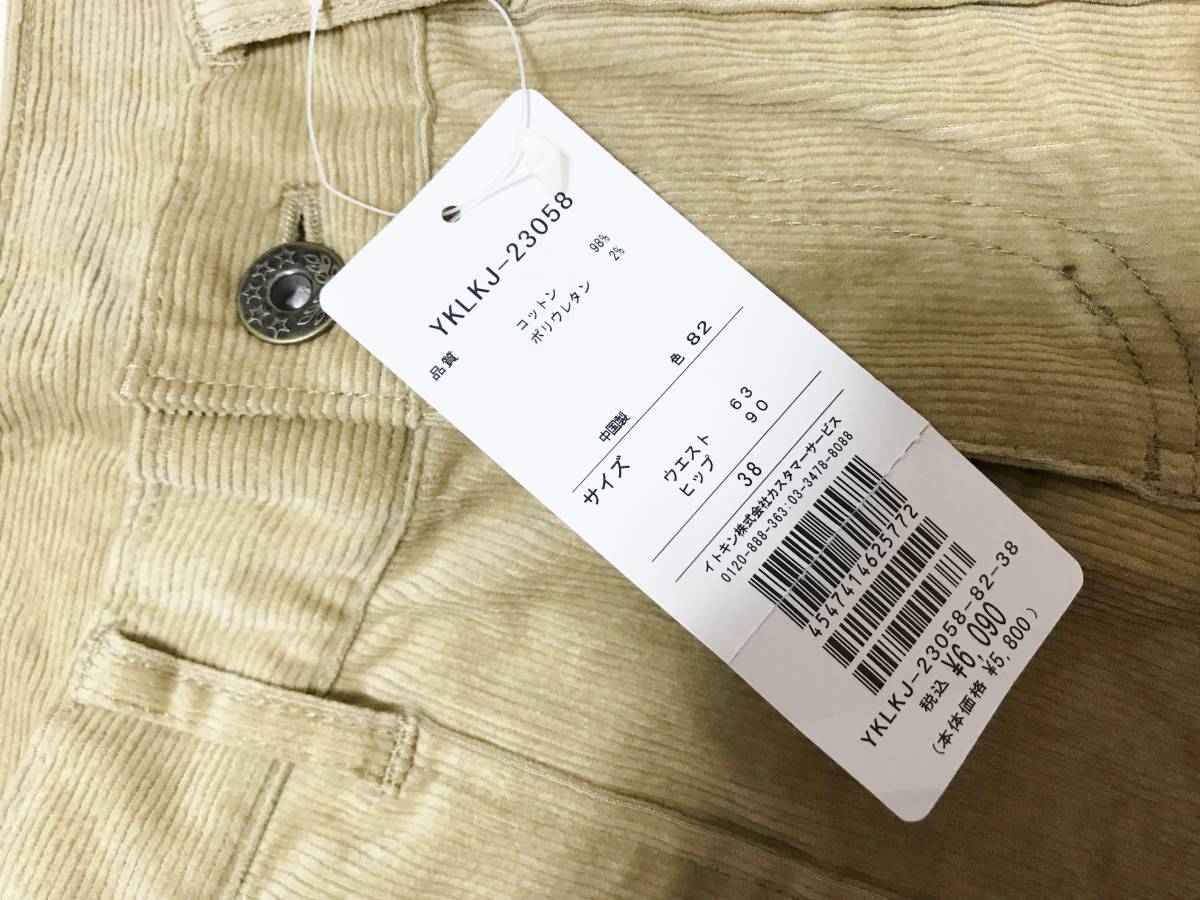 YKLKJ-23058
品質
コットン 98%
ポリウレタン 2%
中国製 色 82
サイズ
ウエスト 63
ヒップ 90
38
イトキン株式会社カスタマーサービス
0120-888-363:03-3478-8088
4547414625772
YKLKJ-23058-82-38
税込 ¥6,090
(本体価格 ¥5,800)